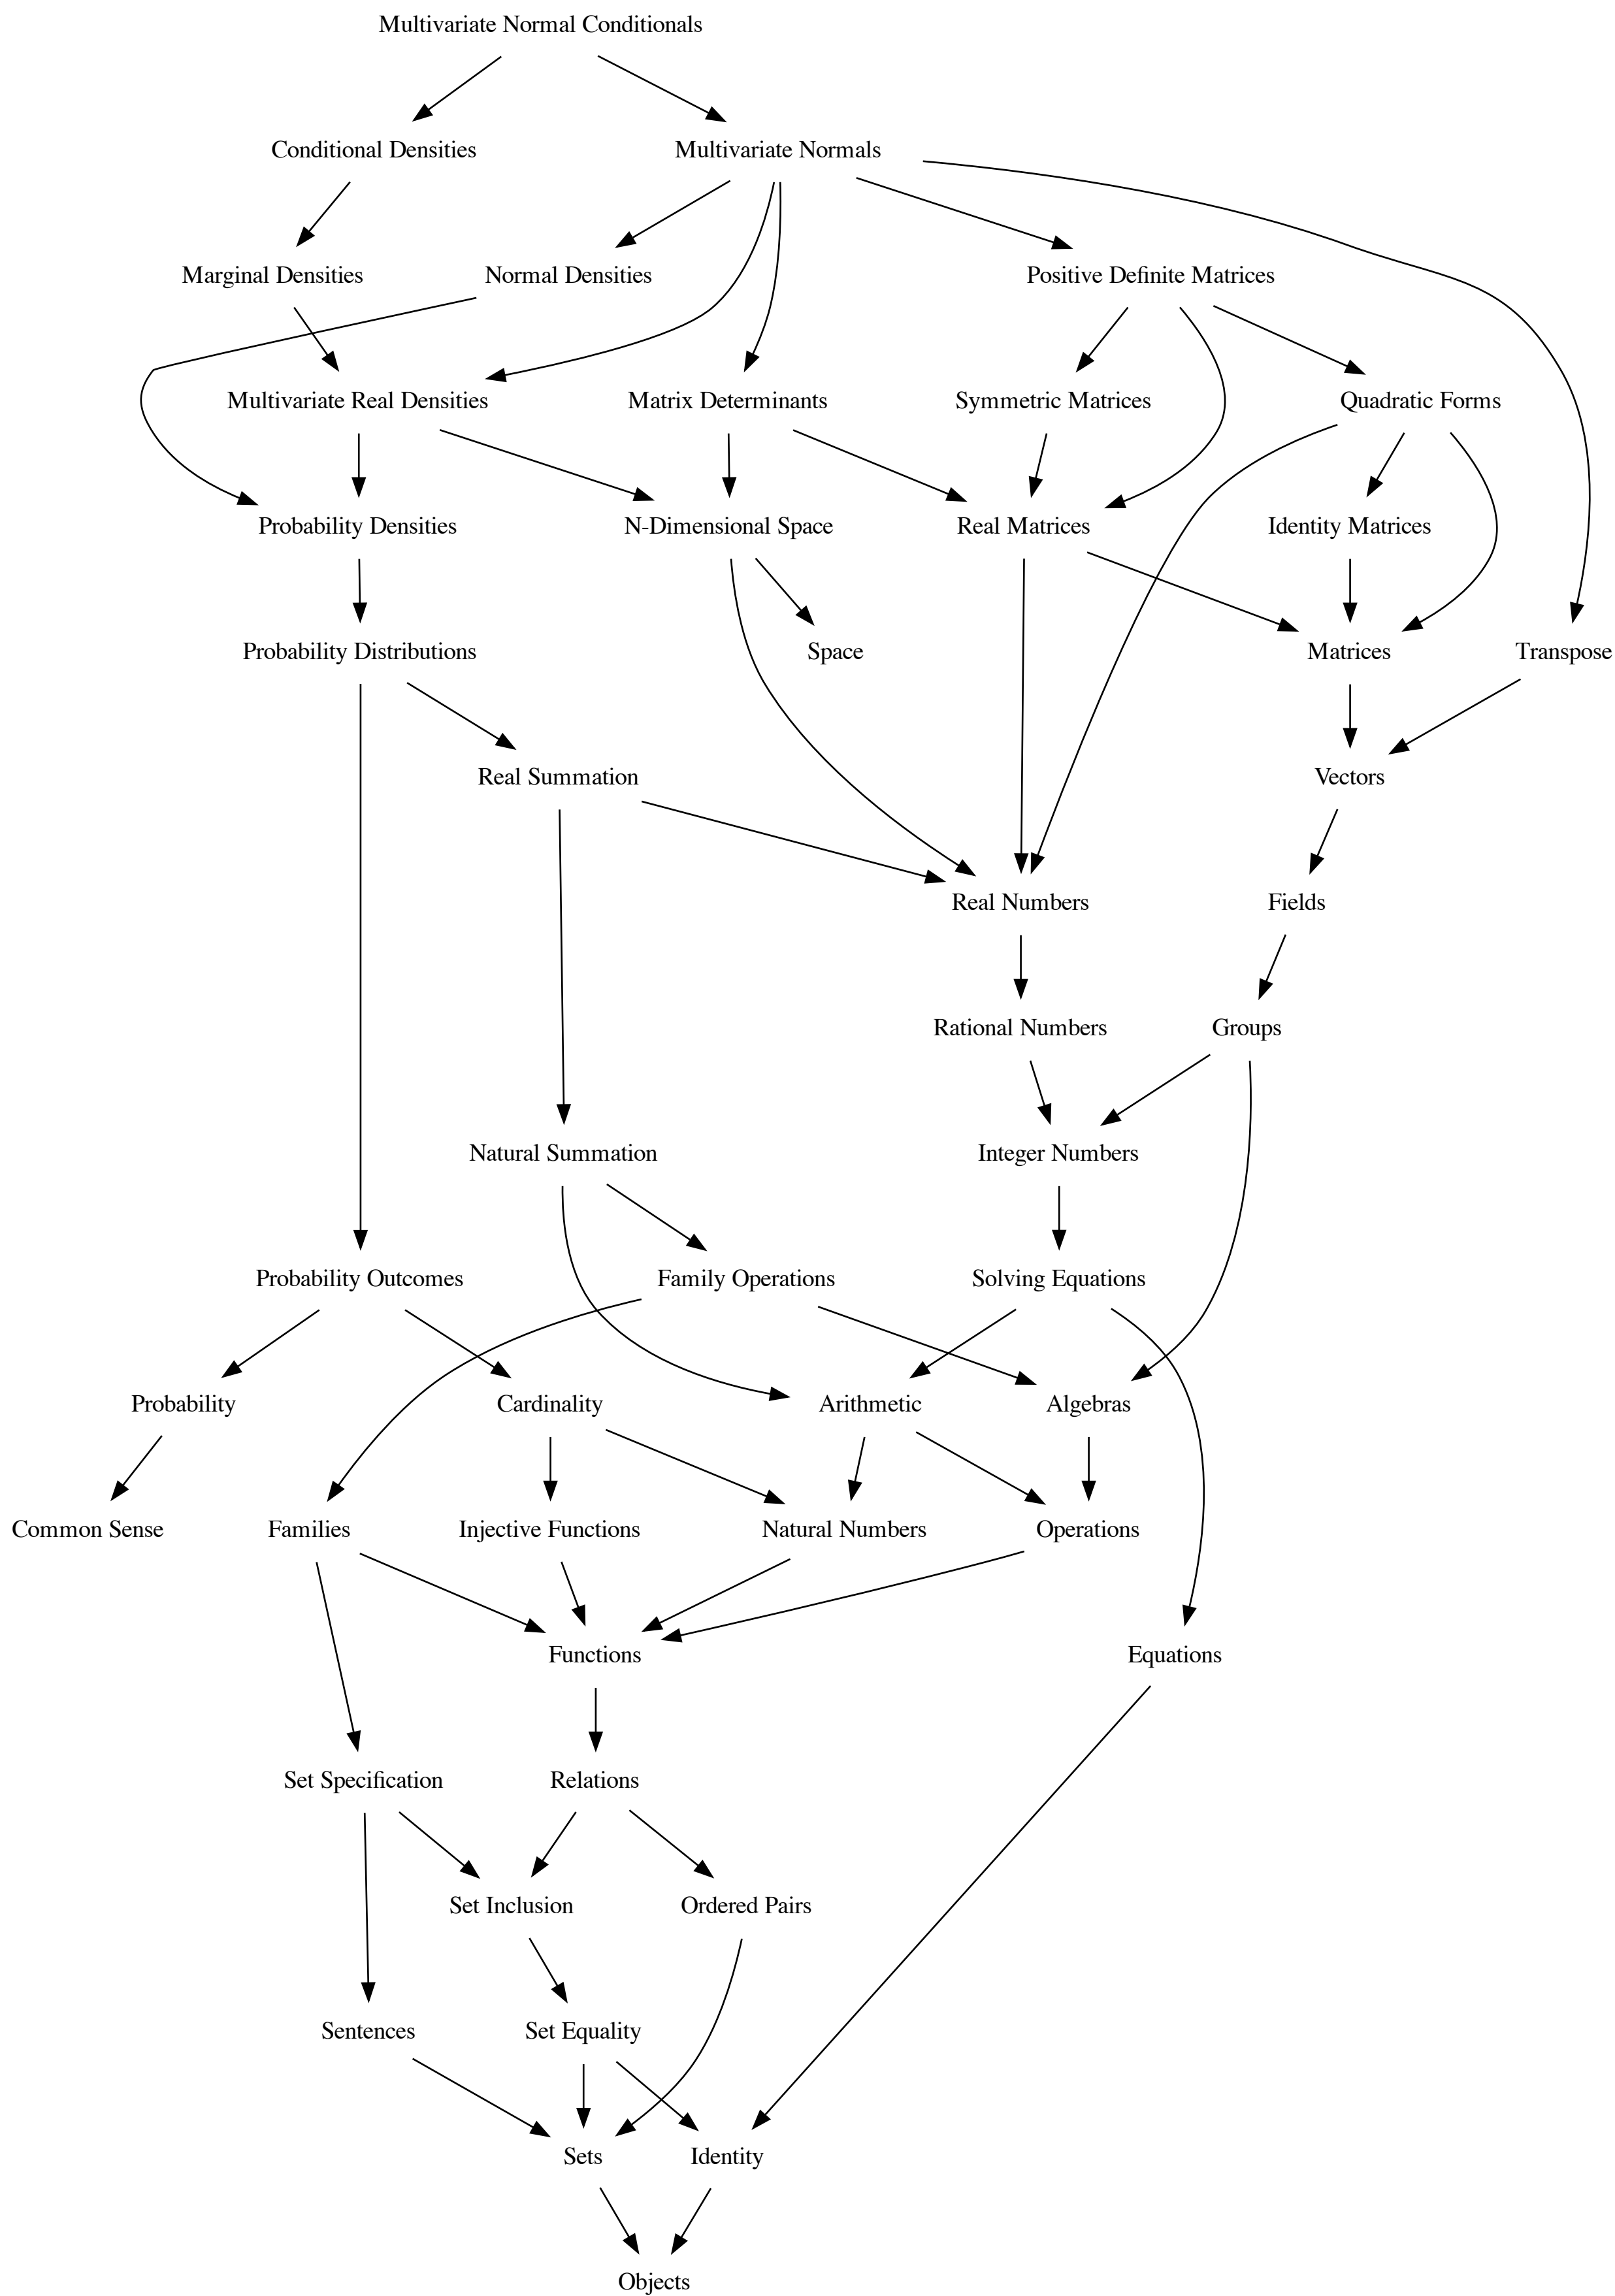 Multivariate Normal Conditionals
Conditional Densities
Multivariate Normals
Marginal Densities
Normal Densities
Positive Definite Matrices
Multivariate Real Densities
Matrix Determinants
Symmetric Matrices
Quadratic Forms
Probability Densities
N-Dimensional Space
Real Matrices
Identity Matrices
Probability Distributions
Space
Matrices
Transpose
Real Summation
Vectors
Real Numbers
Fields
Rational Numbers
Groups
Natural Summation
Integer Numbers
Probability Outcomes
Family Operations
Solving Equations
Probability
Cardinality
Arithmetic
Algebras
Common Sense
Families
Injective Functions
Natural Numbers
Operations
Functions
Equations
Set Specification
Relations
Set Inclusion
Ordered Pairs
Sentences
Set Equality
Sets
Identity
Objects